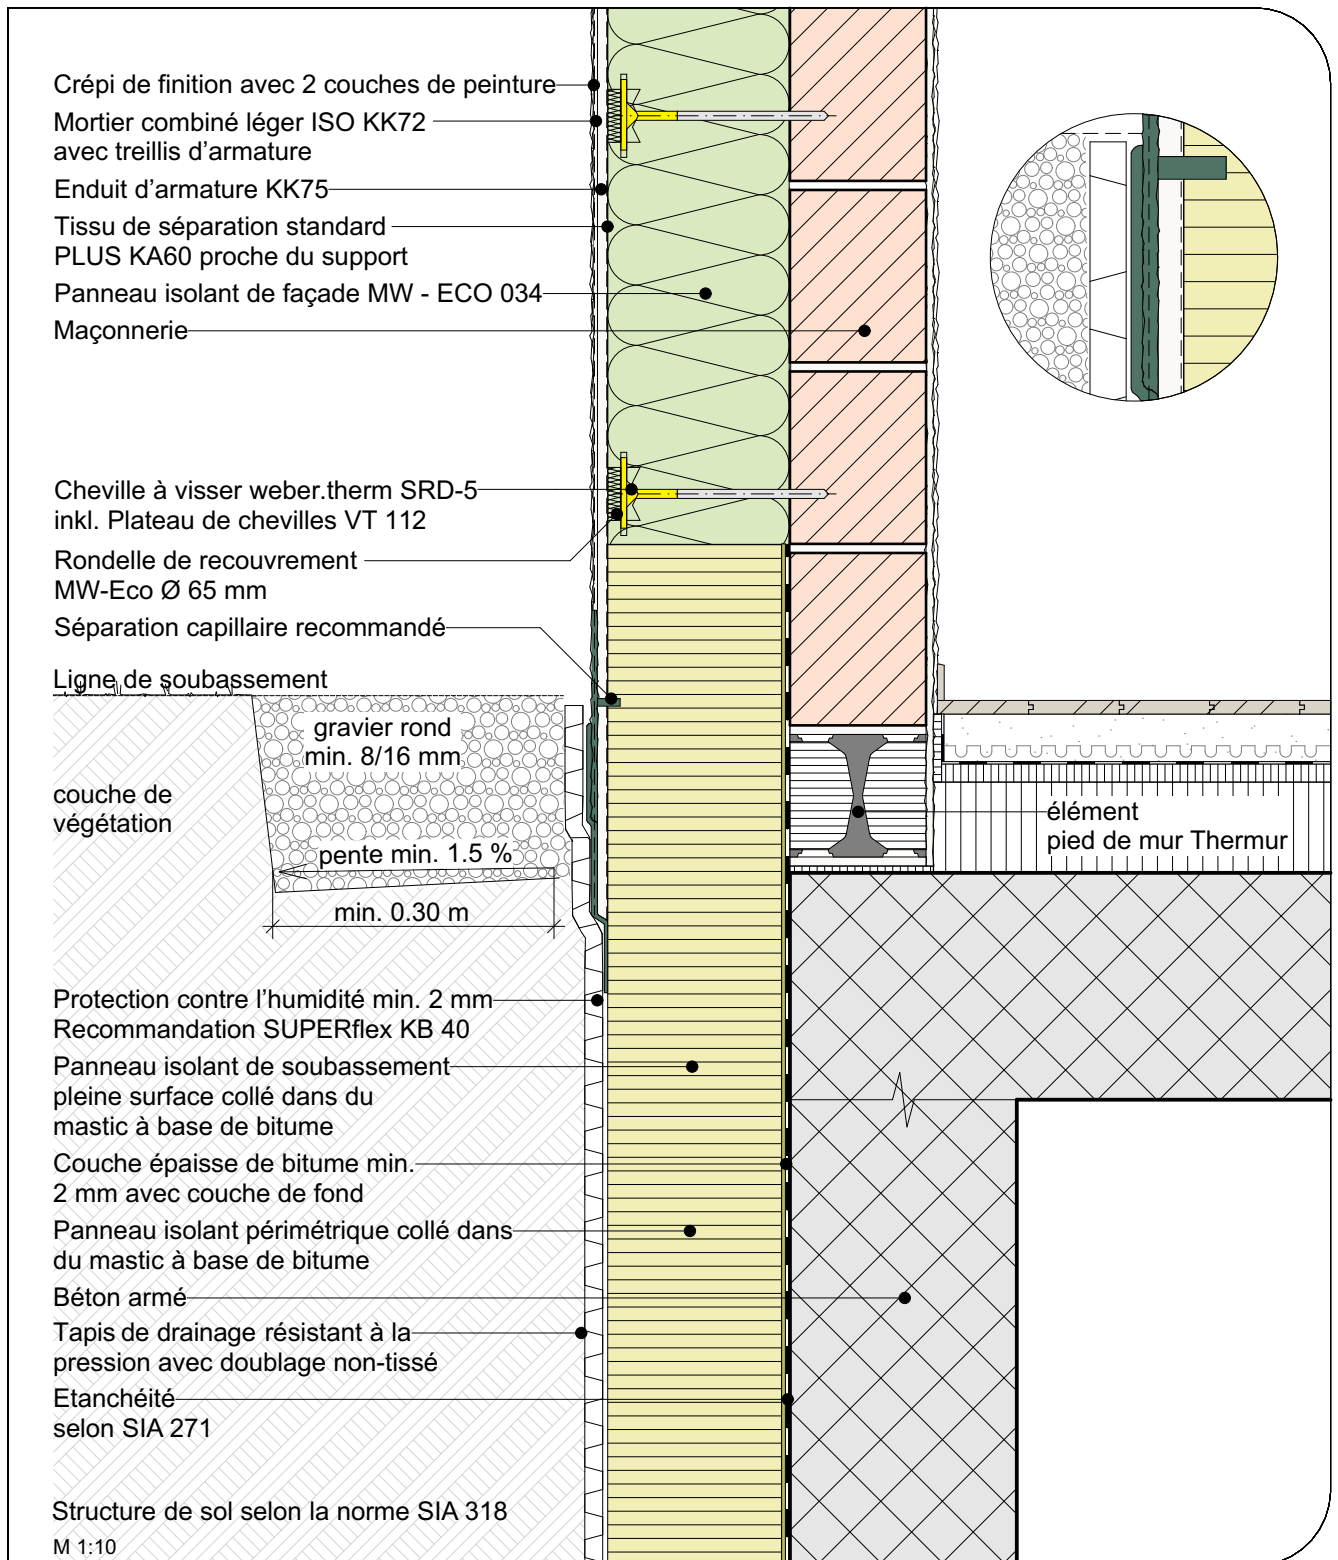 Crépi de finition avec 2 couches de peinture
Mortier combiné léger ISO KK72
avec treillis d'armature
Enduit d'armature KK75
Tissu de séparation standard
PLUS KA60 proche du support
Panneau isolant de façade MW - ECO 034
Maçonnerie
Cheville à visser weber.therm SRD-5
inkl. Plateau de chevilles VT 112
Rondelle de recouvrement
MW-Eco Ø 65 mm
Séparation capillaire recommandé
Ligne de soubassement
gravier rond
min. 8/16 mm
couche de
végétation
élément
pied de mur Thermur
pente min. 1.5 %
min. 0.30 m
Protection contre l'humidité min. 2 mm
Recommandation SUPERflex KB 40
Panneau isolant de soubassement
pleine surface collé dans du
mastic à base de bitume
Couche épaisse de bitume min.
2 mm avec couche de fond
Panneau isolant périmétrique collé dans
du mastic à base de bitume
Béton armé
Tapis de drainage résistant à la
pression avec doublage non-tissé
Etanchéité
selon SIA 271
Structure de sol selon la norme SIA 318
M 1:10